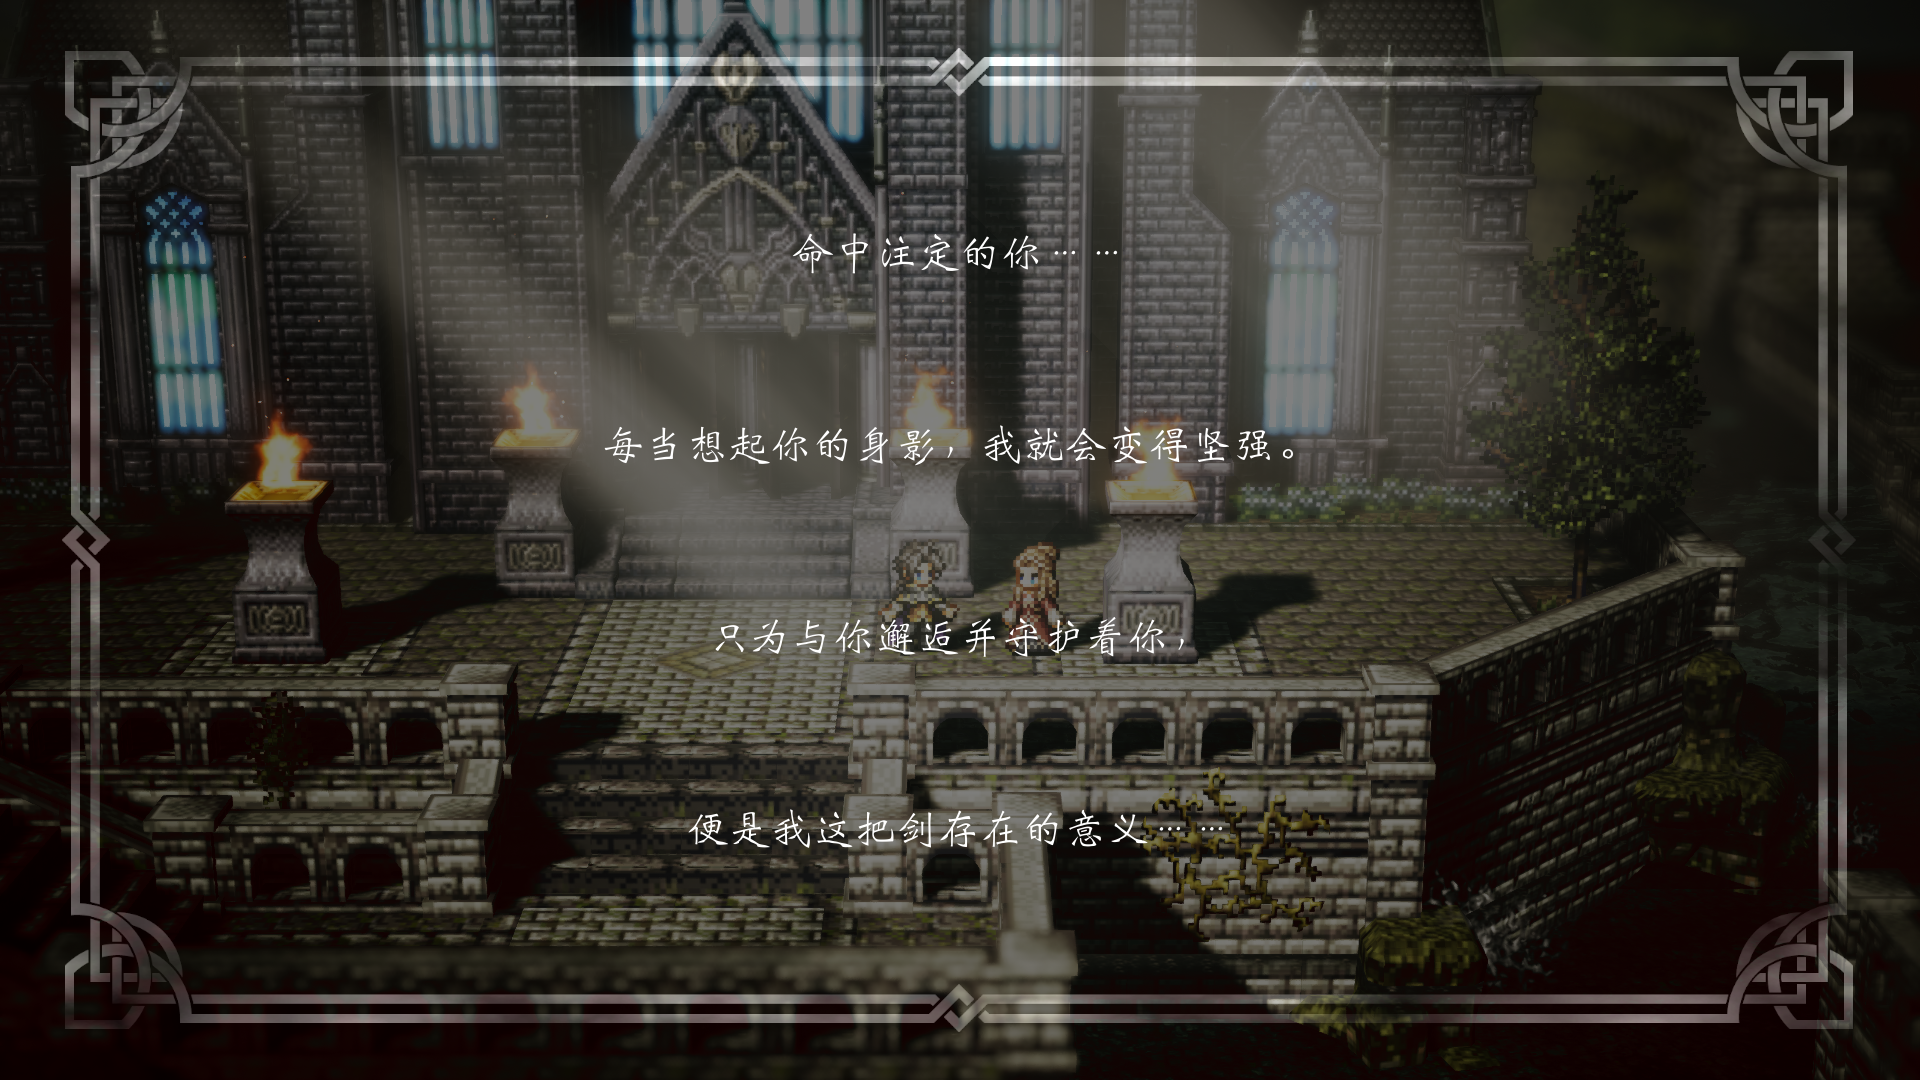 命中注定的你……
每当想起你的身影，我就会变得坚强。
只为与你邂逅并守护着你，
便是我这把剑存在的意义……